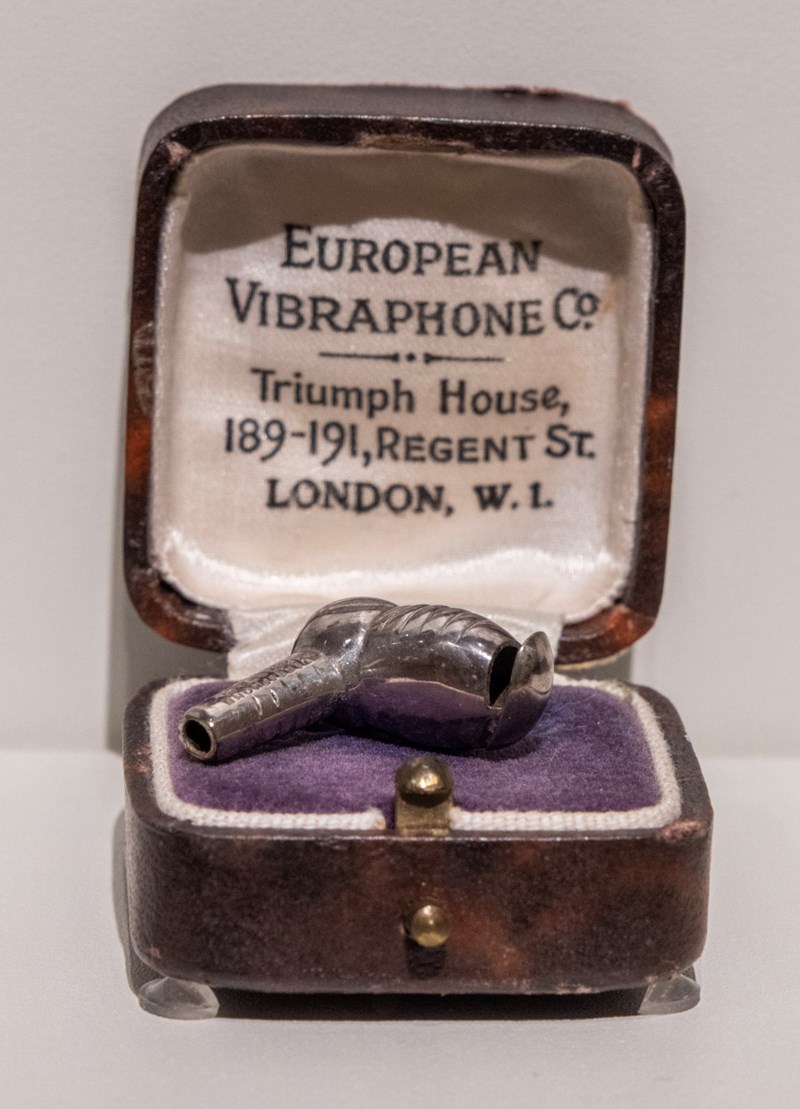 EUROPEAN
VIBRAPHONE Co.
Triumph House,
189-191, REGENT ST.
LONDON, W. 1.